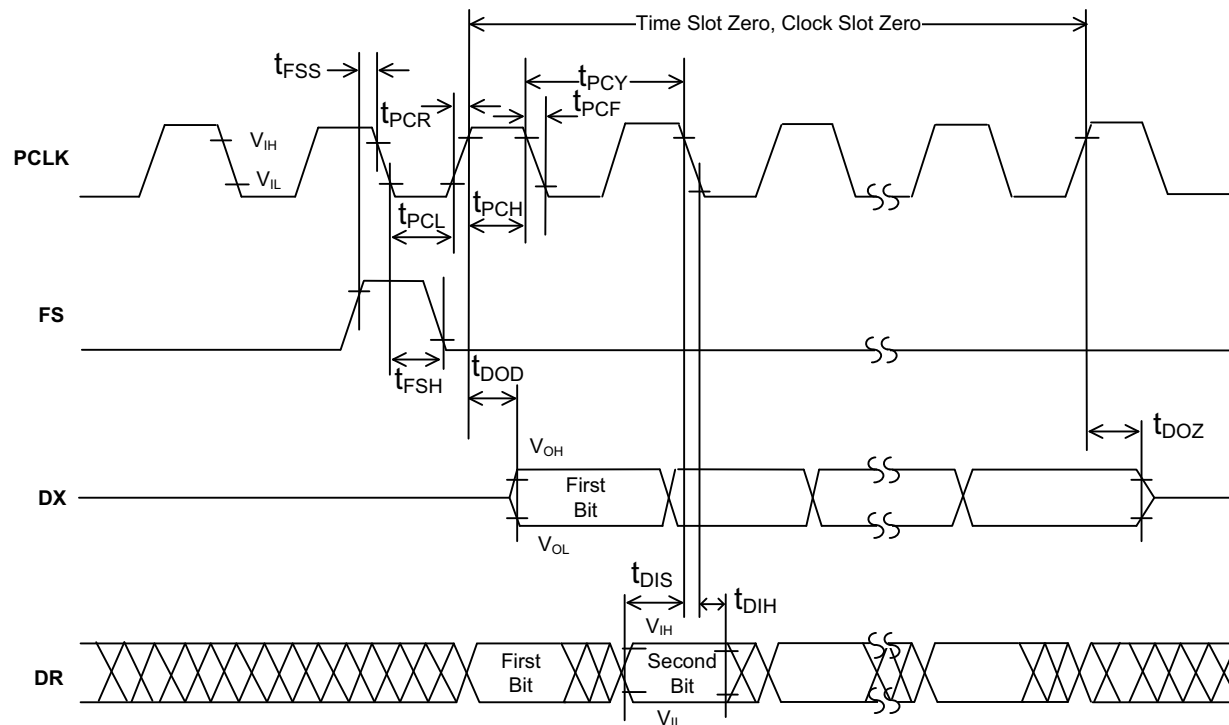 Time Slot Zero, Clock Slot Zero
tFSS
tPCY
tPCR
tPCF
PCLK
VIH
VIL
tPCL
tPCH
FS
tFSH
tDOD
tDOZ
VOH
DX
First
Bit
VOL
tDIS
tDIH
VIH
DR
First
Bit
Second
Bit
VIL